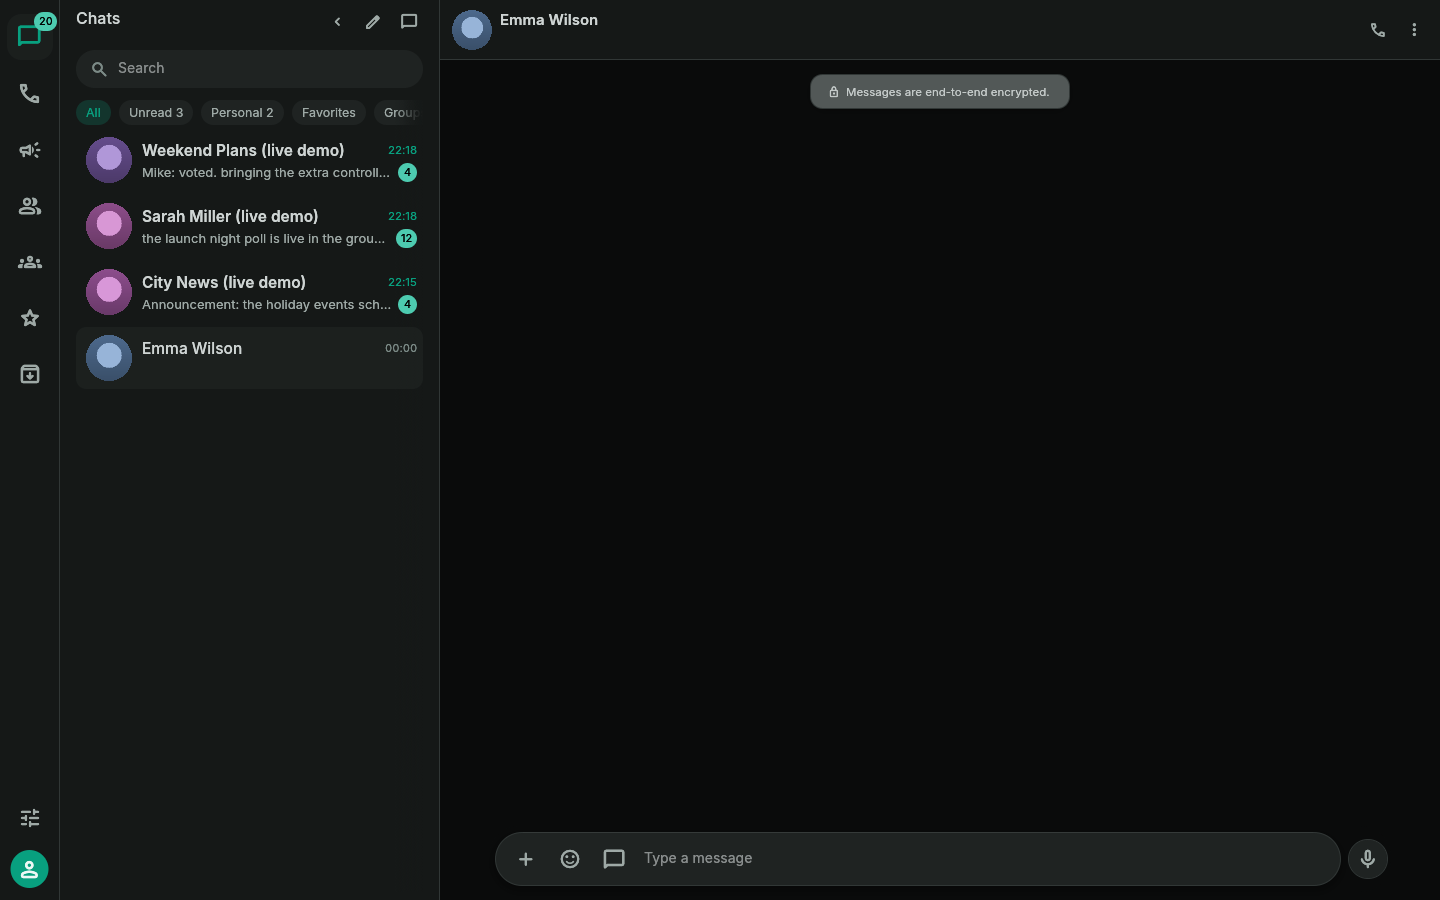 20
Chats
Search
All
Unread 3
Personal 2
Favorites
Group
Weekend Plans (live demo)
22:18
Mike: voted. bringing the extra controll...
4
Sarah Miller (live demo)
22:18
the launch night poll is live in the grou...
12
City News (live demo)
22:15
Announcement: the holiday events sch...
4
Emma Wilson
00:00
Emma Wilson
Messages are end-to-end encrypted.
Type a message